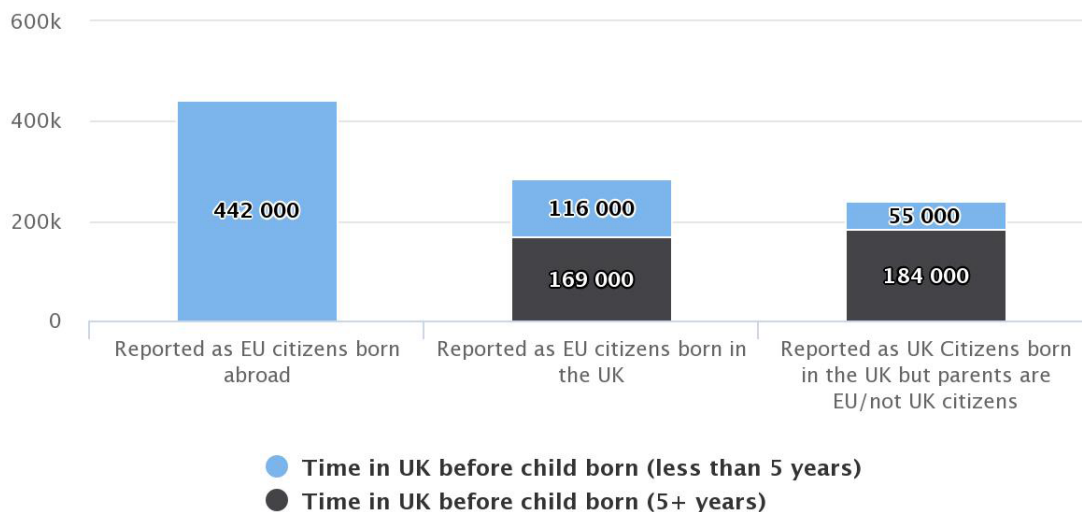 600k
400k
200k
0
442 000
116 000
169 000
55 000
184 000
Reported as EU citizens born
abroad
Reported as EU citizens born in
the UK
Reported as UK Citizens born
in the UK but parents are
EU/not UK citizens
Time in UK before child born (less than 5 years)
Time in UK before child born (5+ years)